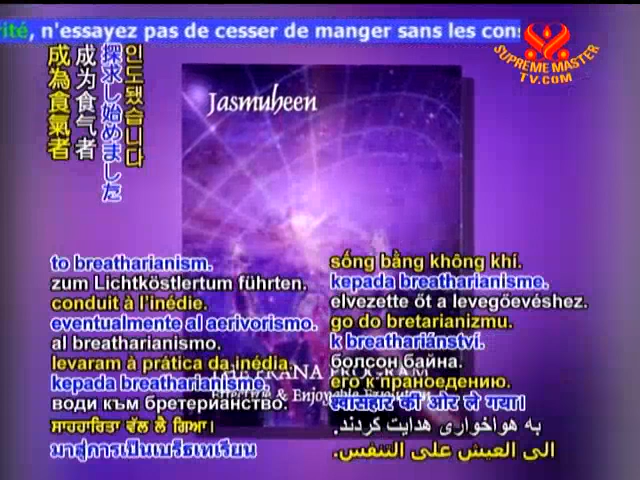 rité, n'essayez pas de cesser de manger sans les cons
SUPREME MASTER
TV.COM
인도됐습니다
探求し始めました
成为食气者
成為食氣者
Jasmuheen
to breatharianism.
zum Lichtköstlertum führten.
conduit à l'inédie.
eventualmente al aerivorismo.
al breatharianismo.
levaram à prática da inédia.
kepada breatharianisme.
води към бретерианство.
ਸਾਹਾਰਿਤਾ ਵੱਲ ਲੈ ਗਿਆ।
มาสู่การเป็นเบรีธเทเรียน
sống bằng không khí.
kepada breatharianisme.
elvezette őt a levegőevéshez.
go do bretarianizmu.
k breathariánství.
болсон байна.
его к праноедению.
श्वासहार की ओर ले गया।
به هواخواری هدایت کردند.
الى العيش على التنفس.
PRANA PROGRAM
& Enjoyable